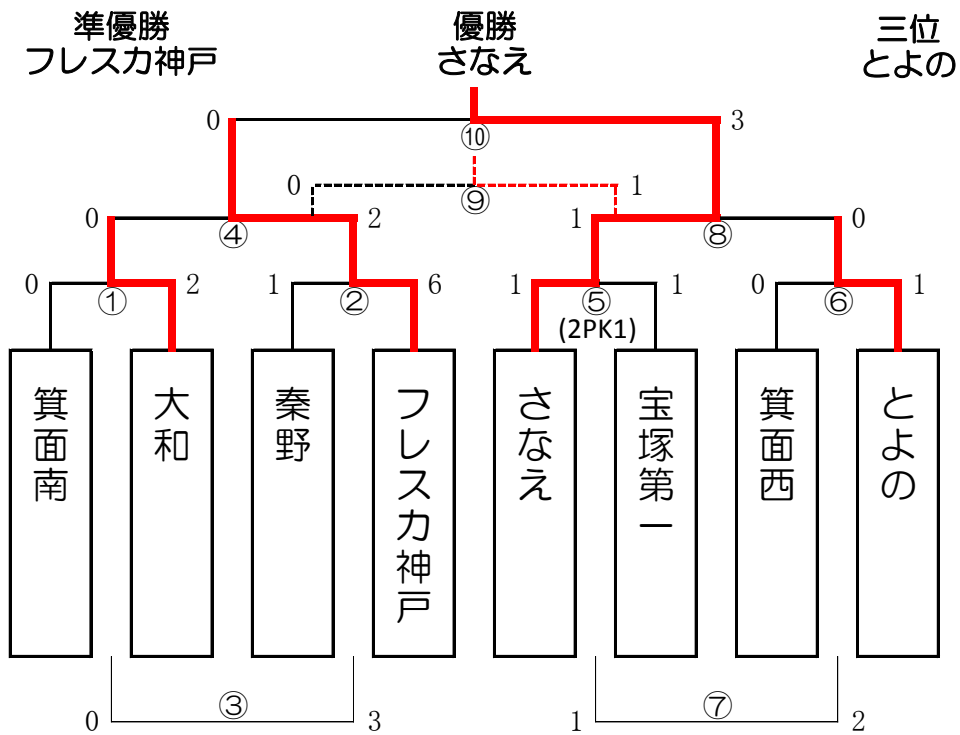 準優勝
フレスカ神戸
優勝
さなえ
三位
とよの
0
⑩
3
0
⑨
1
0
④
2
1
⑧
0
0
①
2
1
②
6
1
⑤
1
0
⑥
1
(2PK1)
箕面南
大和
秦野
フレスカ神戸
さなえ
宝塚第一
箕面西
とよの
0
③
3
1
⑦
2